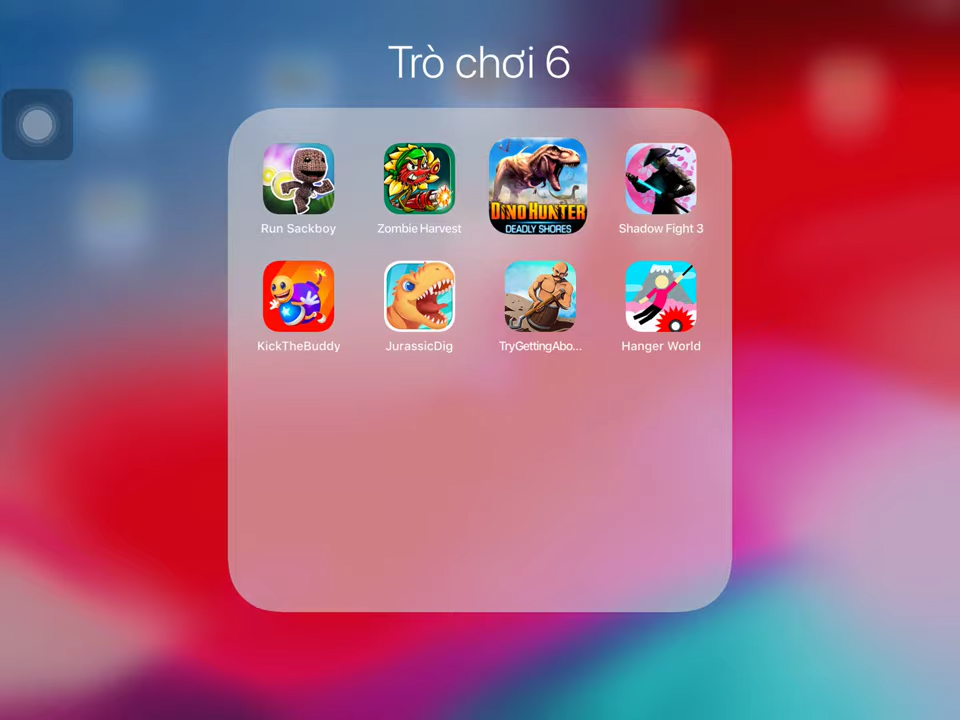 Trò chơi 6
Run Sackboy
Zombie Harvest
DINO HUNTER
DEADLY SHORES
Shadow Fight 3
KickTheBuddy
JurassicDig
TryGettingAbo...
Hanger World